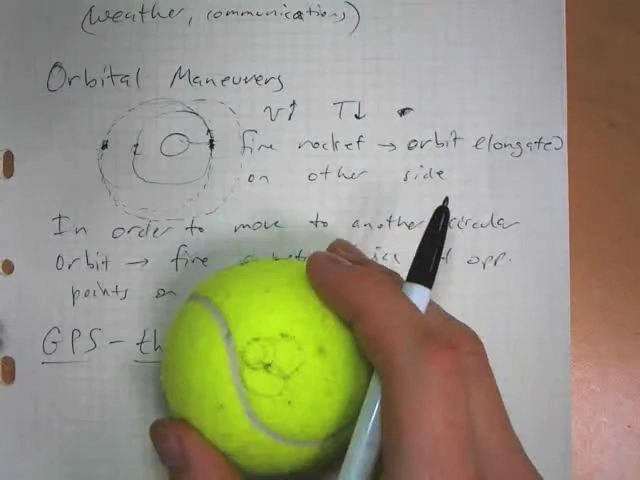 (weather, communications)
Orbital Maneuvers
v↑ T↓
fire rocket → orbit elongated
on other side
In order to move to another circular
orbit → fire opp.
points on
GPS - th